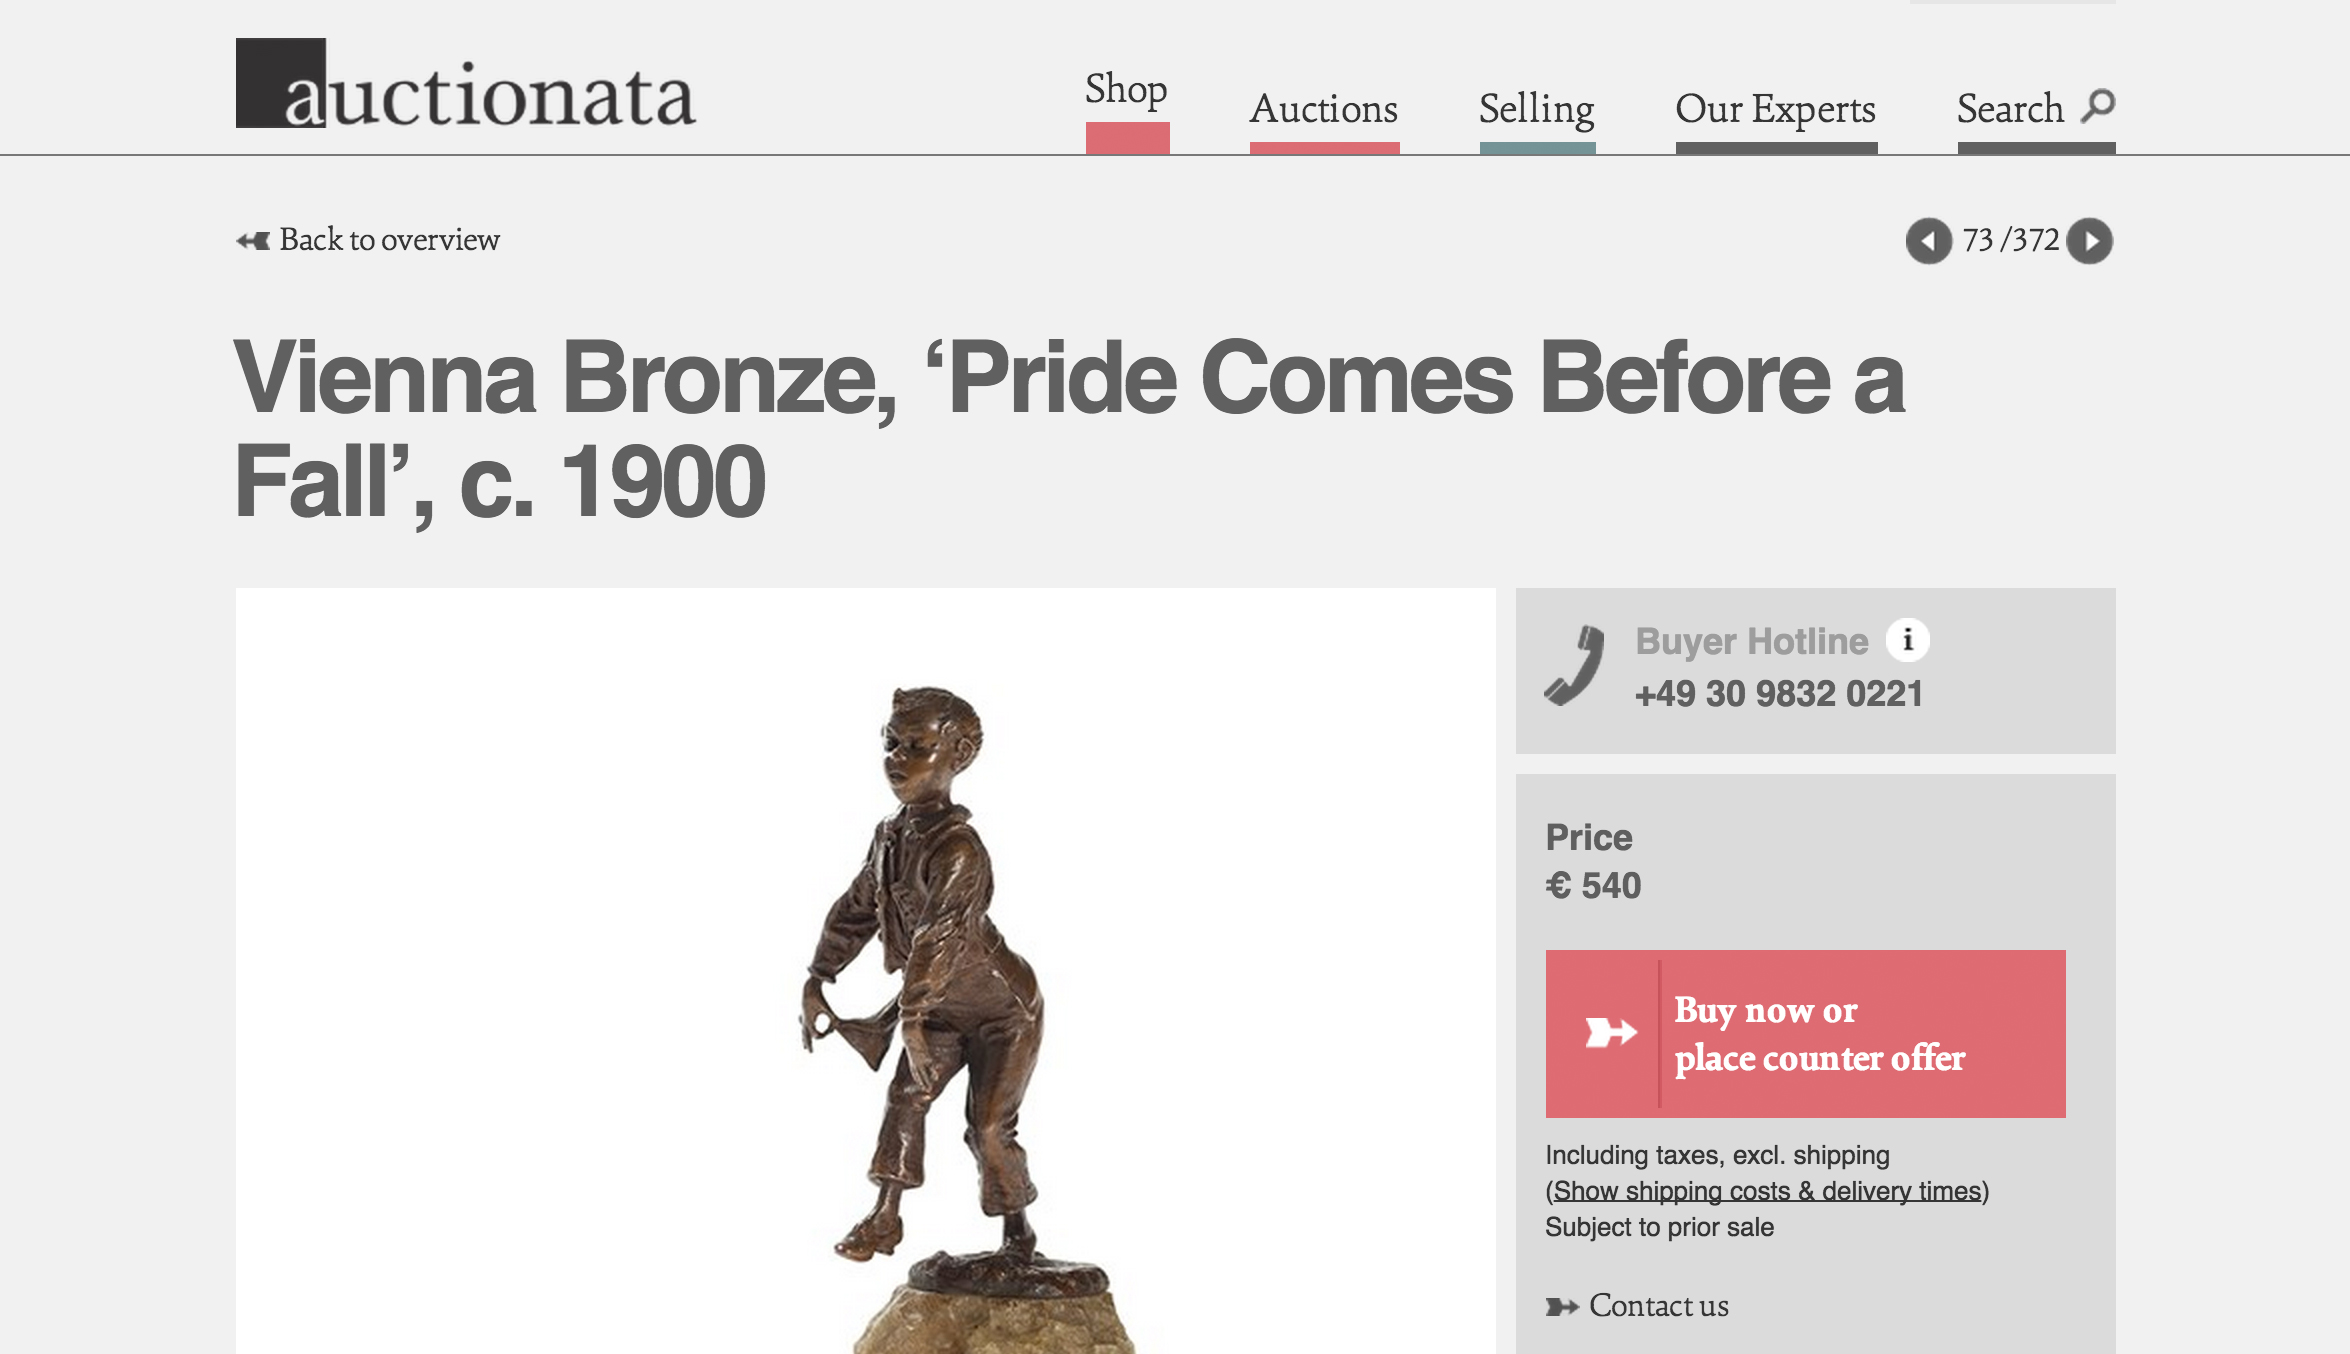 auctionata
Shop
Auctions
Selling
Our Experts
Search
Back to overview
73 /372
Vienna Bronze, ‘Pride Comes Before a
Fall’, c. 1900
Buyer Hotline i
+49 30 9832 0221
Price
€ 540
Buy now or
place counter offer
Including taxes, excl. shipping
(Show shipping costs & delivery times)
Subject to prior sale
Contact us